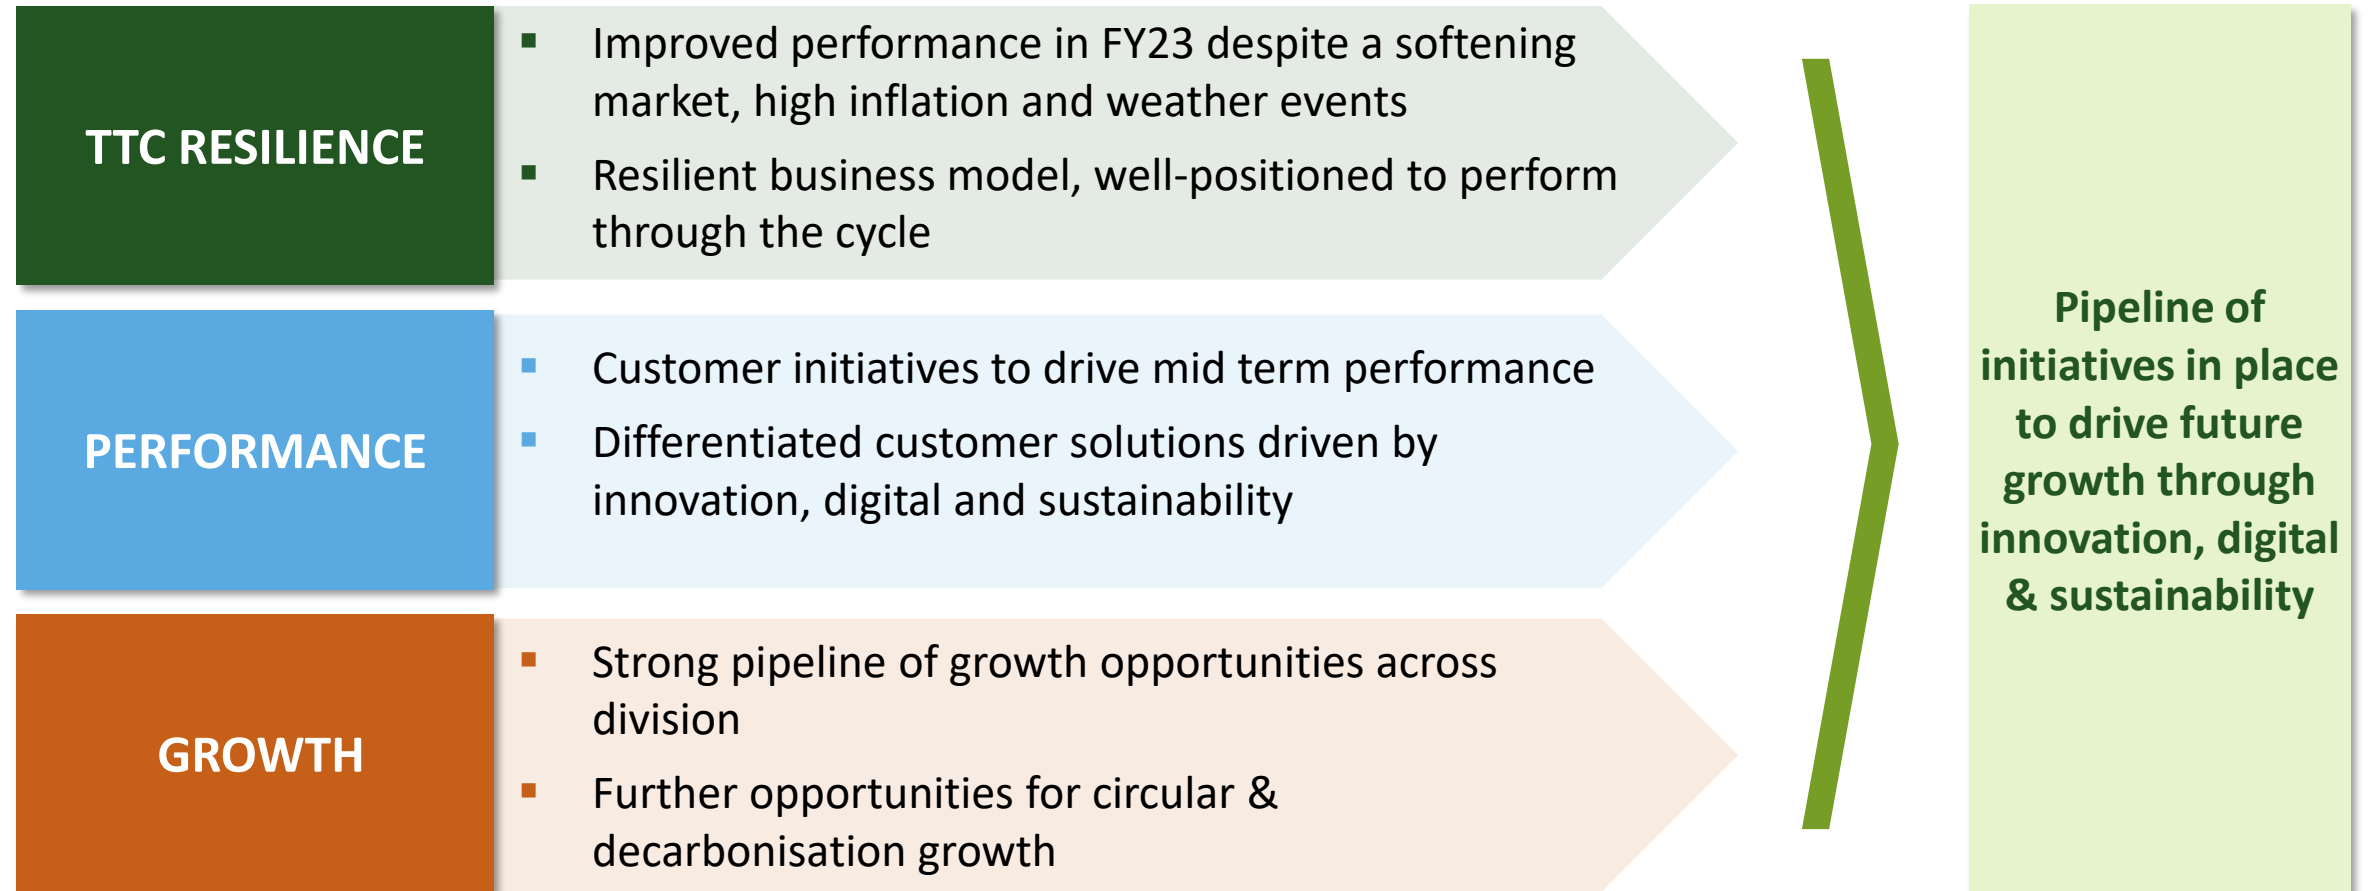 TTC RESILIENCE
▪ Improved performance in FY23 despite a softening
market, high inflation and weather events
▪ Resilient business model, well-positioned to perform
through the cycle
PERFORMANCE
▪ Customer initiatives to drive mid term performance
▪ Differentiated customer solutions driven by
innovation, digital and sustainability
GROWTH
▪ Strong pipeline of growth opportunities across
division
▪ Further opportunities for circular &
decarbonisation growth
Pipeline of
initiatives in place
to drive future
growth through
innovation, digital
& sustainability